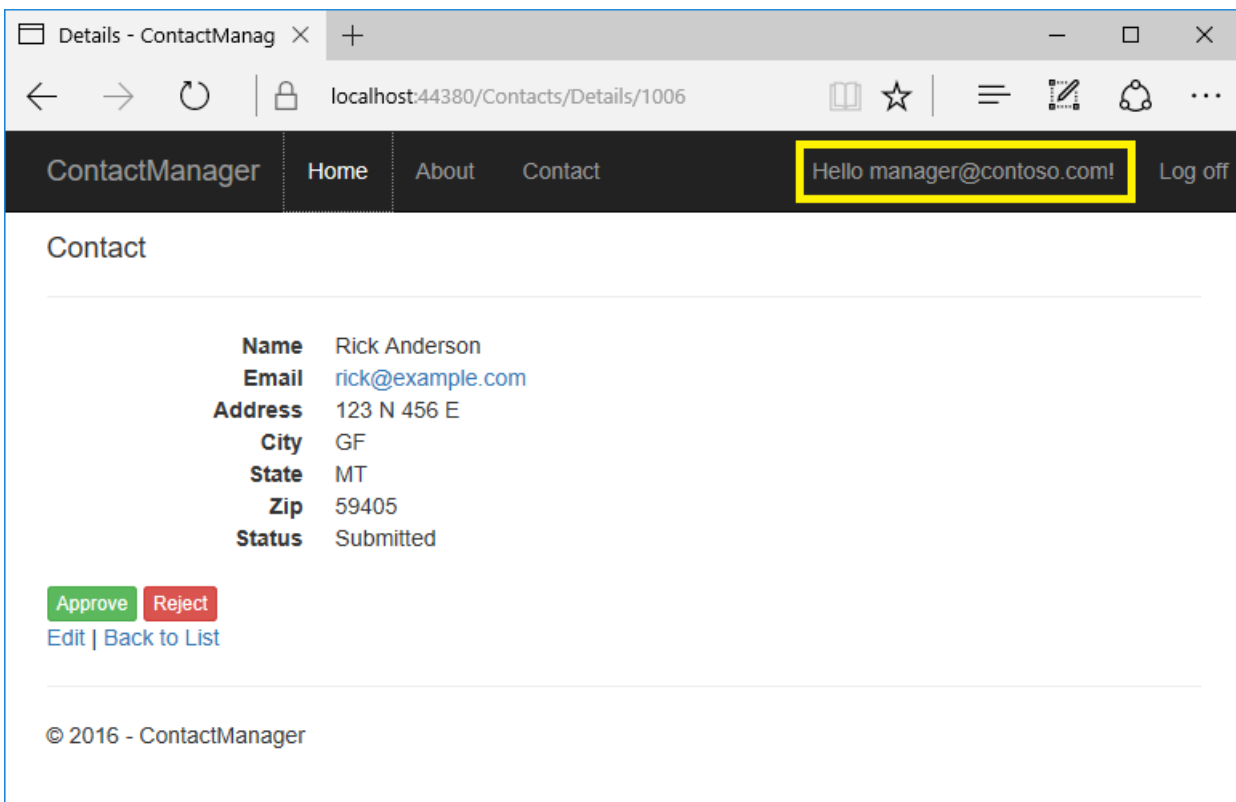 Details - ContactManag
localhost:44380/Contacts/Details/1006
ContactManager Home About Contact Hello manager@contoso.com! Log off
Contact
Name Rick Anderson
Email rick@example.com
Address 123 N 456 E
City GF
State MT
Zip 59405
Status Submitted
Approve Reject
Edit | Back to List
© 2016 - ContactManager